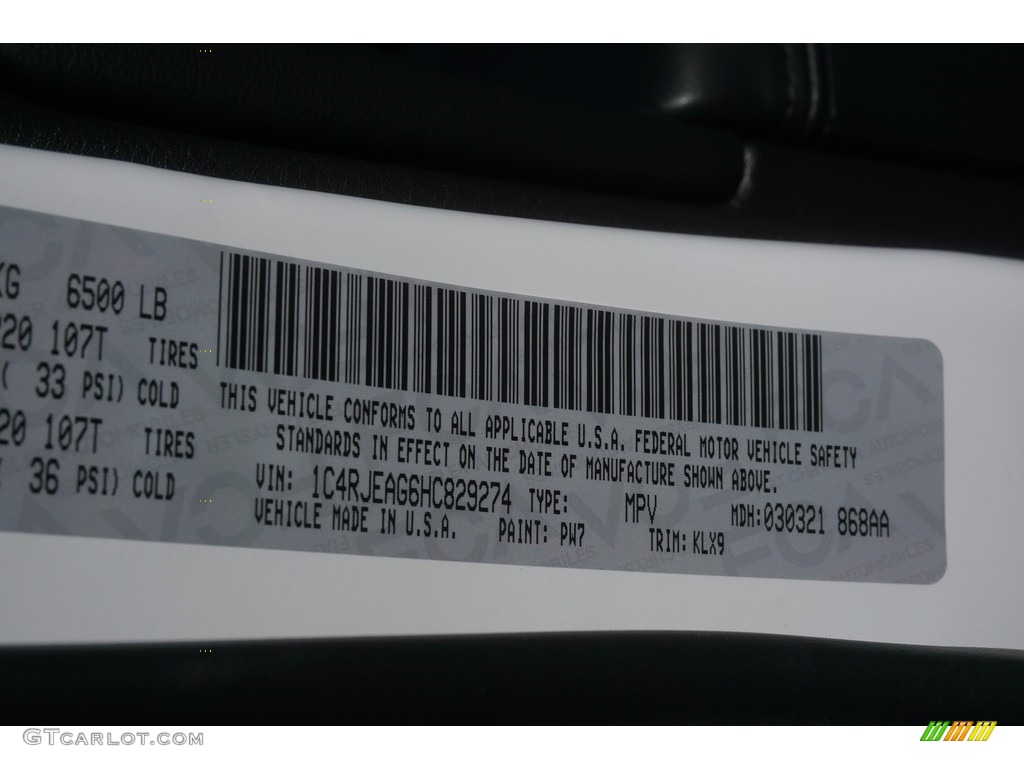 KG 6500 LB
20 107T TIRES
( 33 PSI) COLD
20 107T TIRES
36 PSI) COLD
THIS VEHICLE CONFORMS TO ALL APPLICABLE U.S.A. FEDERAL MOTOR VEHICLE SAFETY
STANDARDS IN EFFECT ON THE DATE OF MANUFACTURE SHOWN ABOVE.
VIN: 1C4RJEAG6HC829274 TYPE: MPV MDH:030321 868AA
VEHICLE MADE IN U.S.A. PAINT: PW7 TRIM: KLX9
GTCARLOT.COM